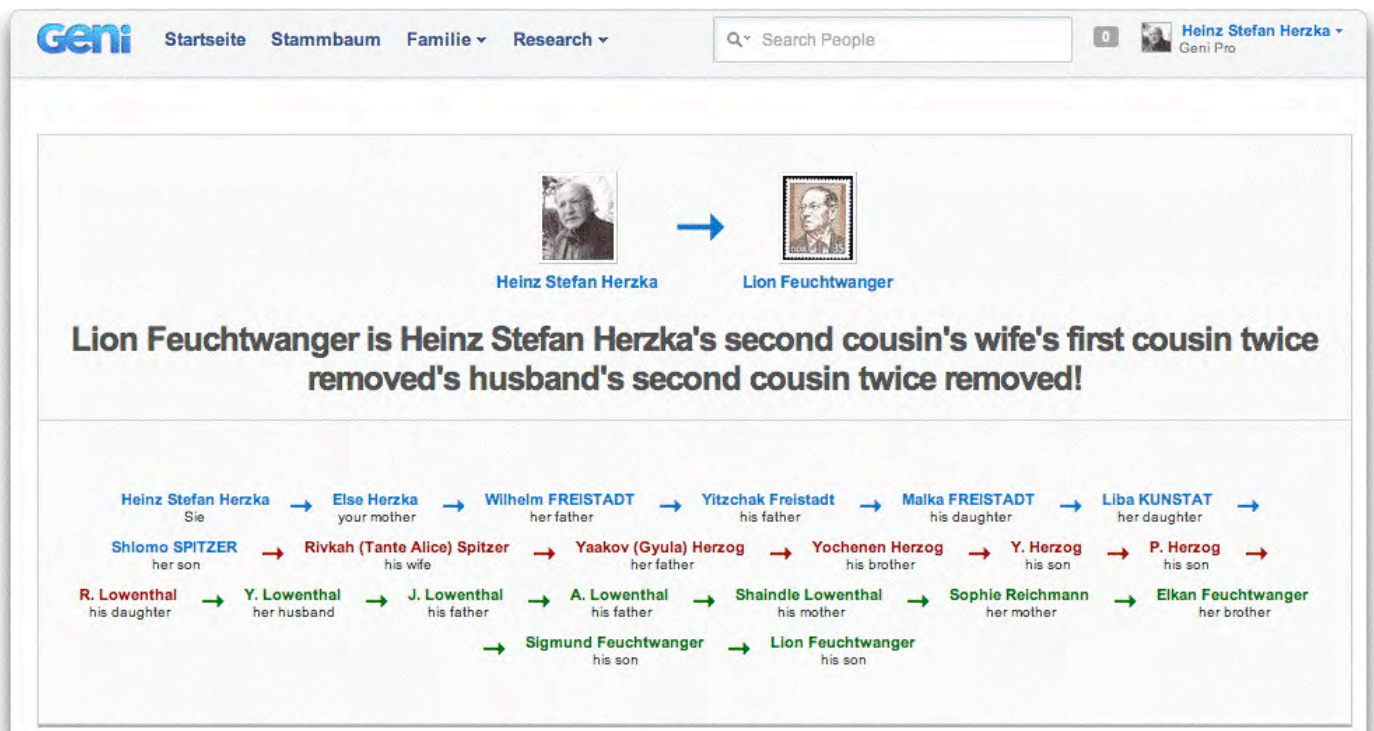 Geni Startseite Stammbaum Familie Research Search People 0 Heinz Stefan Herzka
Geni Pro
Heinz Stefan Herzka Lion Feuchtwanger
Lion Feuchtwanger is Heinz Stefan Herzka's second cousin's wife's first cousin twice
removed's husband's second cousin twice removed!
Heinz Stefan Herzka → Else Herzka → Wilhelm FREISTADT → Yitzchak Freistadt → Malka FREISTADT → Liba KUNSTAT →
Sie your mother her father his father his daughter her daughter
Shlomo SPITZER → Rivkah (Tante Alice) Spitzer → Yaakov (Gyula) Herzog → Yochenen Herzog → Y. Herzog → P. Herzog →
her son his wife her father his brother his son his son
R. Lowenthal → Y. Lowenthal → J. Lowenthal → A. Lowenthal → Shaindle Lowenthal → Sophie Reichmann → Elkan Feuchtwanger
his daughter her husband his father his father his mother her mother her brother
→ Sigmund Feuchtwanger → Lion Feuchtwanger
his son his son